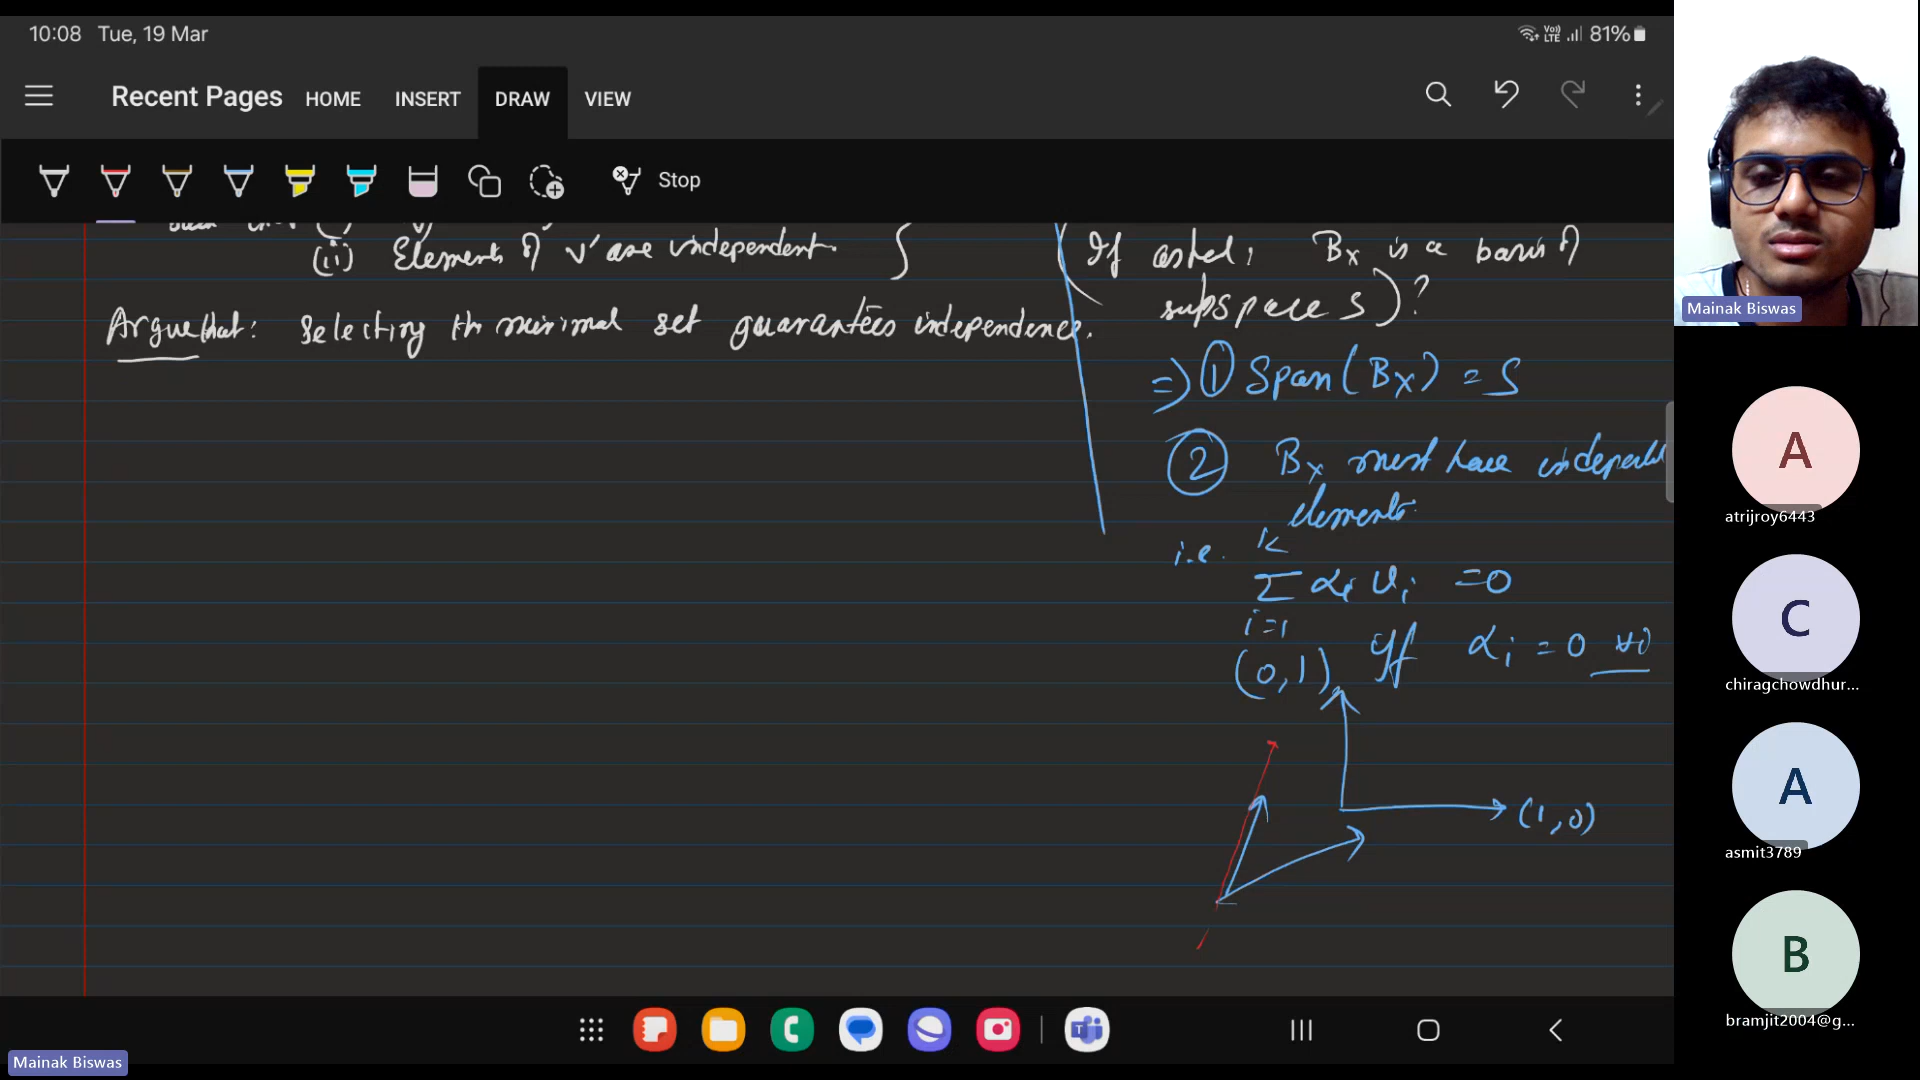 10:08 Tue, 19 Mar
81%
Recent Pages HOME INSERT DRAW VIEW
Stop
(ii) Elements of V' are independent.
Argue that: Selecting the minimal set guarantees independence.
If asked, Bx is a basis of
subspace S)?
=> ① Span(Bx) = S
② Bx must have independent
elements.
i.e. k
Σ αi vi = 0
i=1
iff αi = 0 ∀i
(0,1)
(1,0)
Mainak Biswas
A
atrijroy6443
C
chiragchowdhur...
A
asmit3789
B
bramjit2004@g...
Mainak Biswas